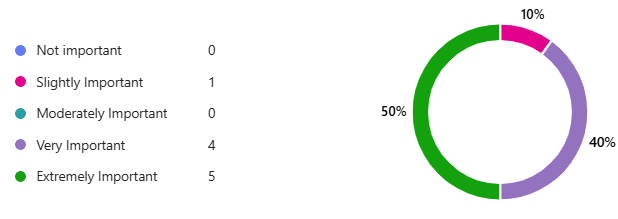 Not important 0
Slightly Important 1
Moderately Important 0
Very Important 4
Extremely Important 5
10%
50%
40%